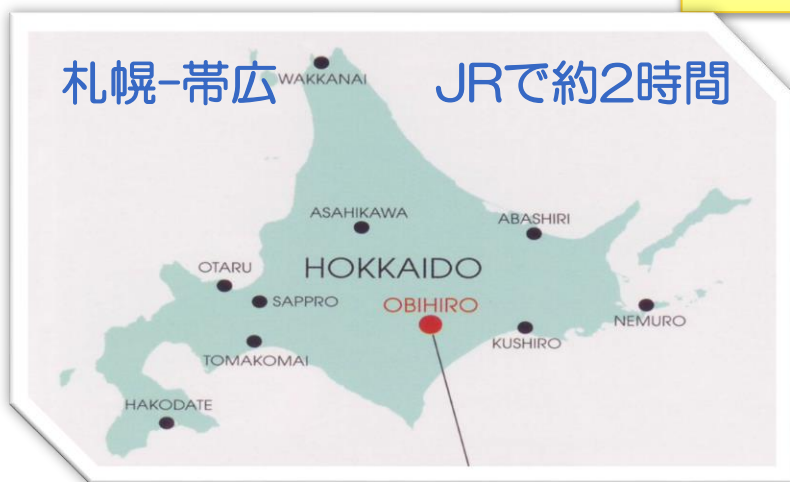 札幌-帯広 JRで約2時間
WAKKANAI
ASAHIKAWA
ABASHIRI
OTARU
HOKKAIDO
SAPPRO
OBIHIRO
NEMURO
KUSHIRO
TOMAKOMAI
HAKODATE